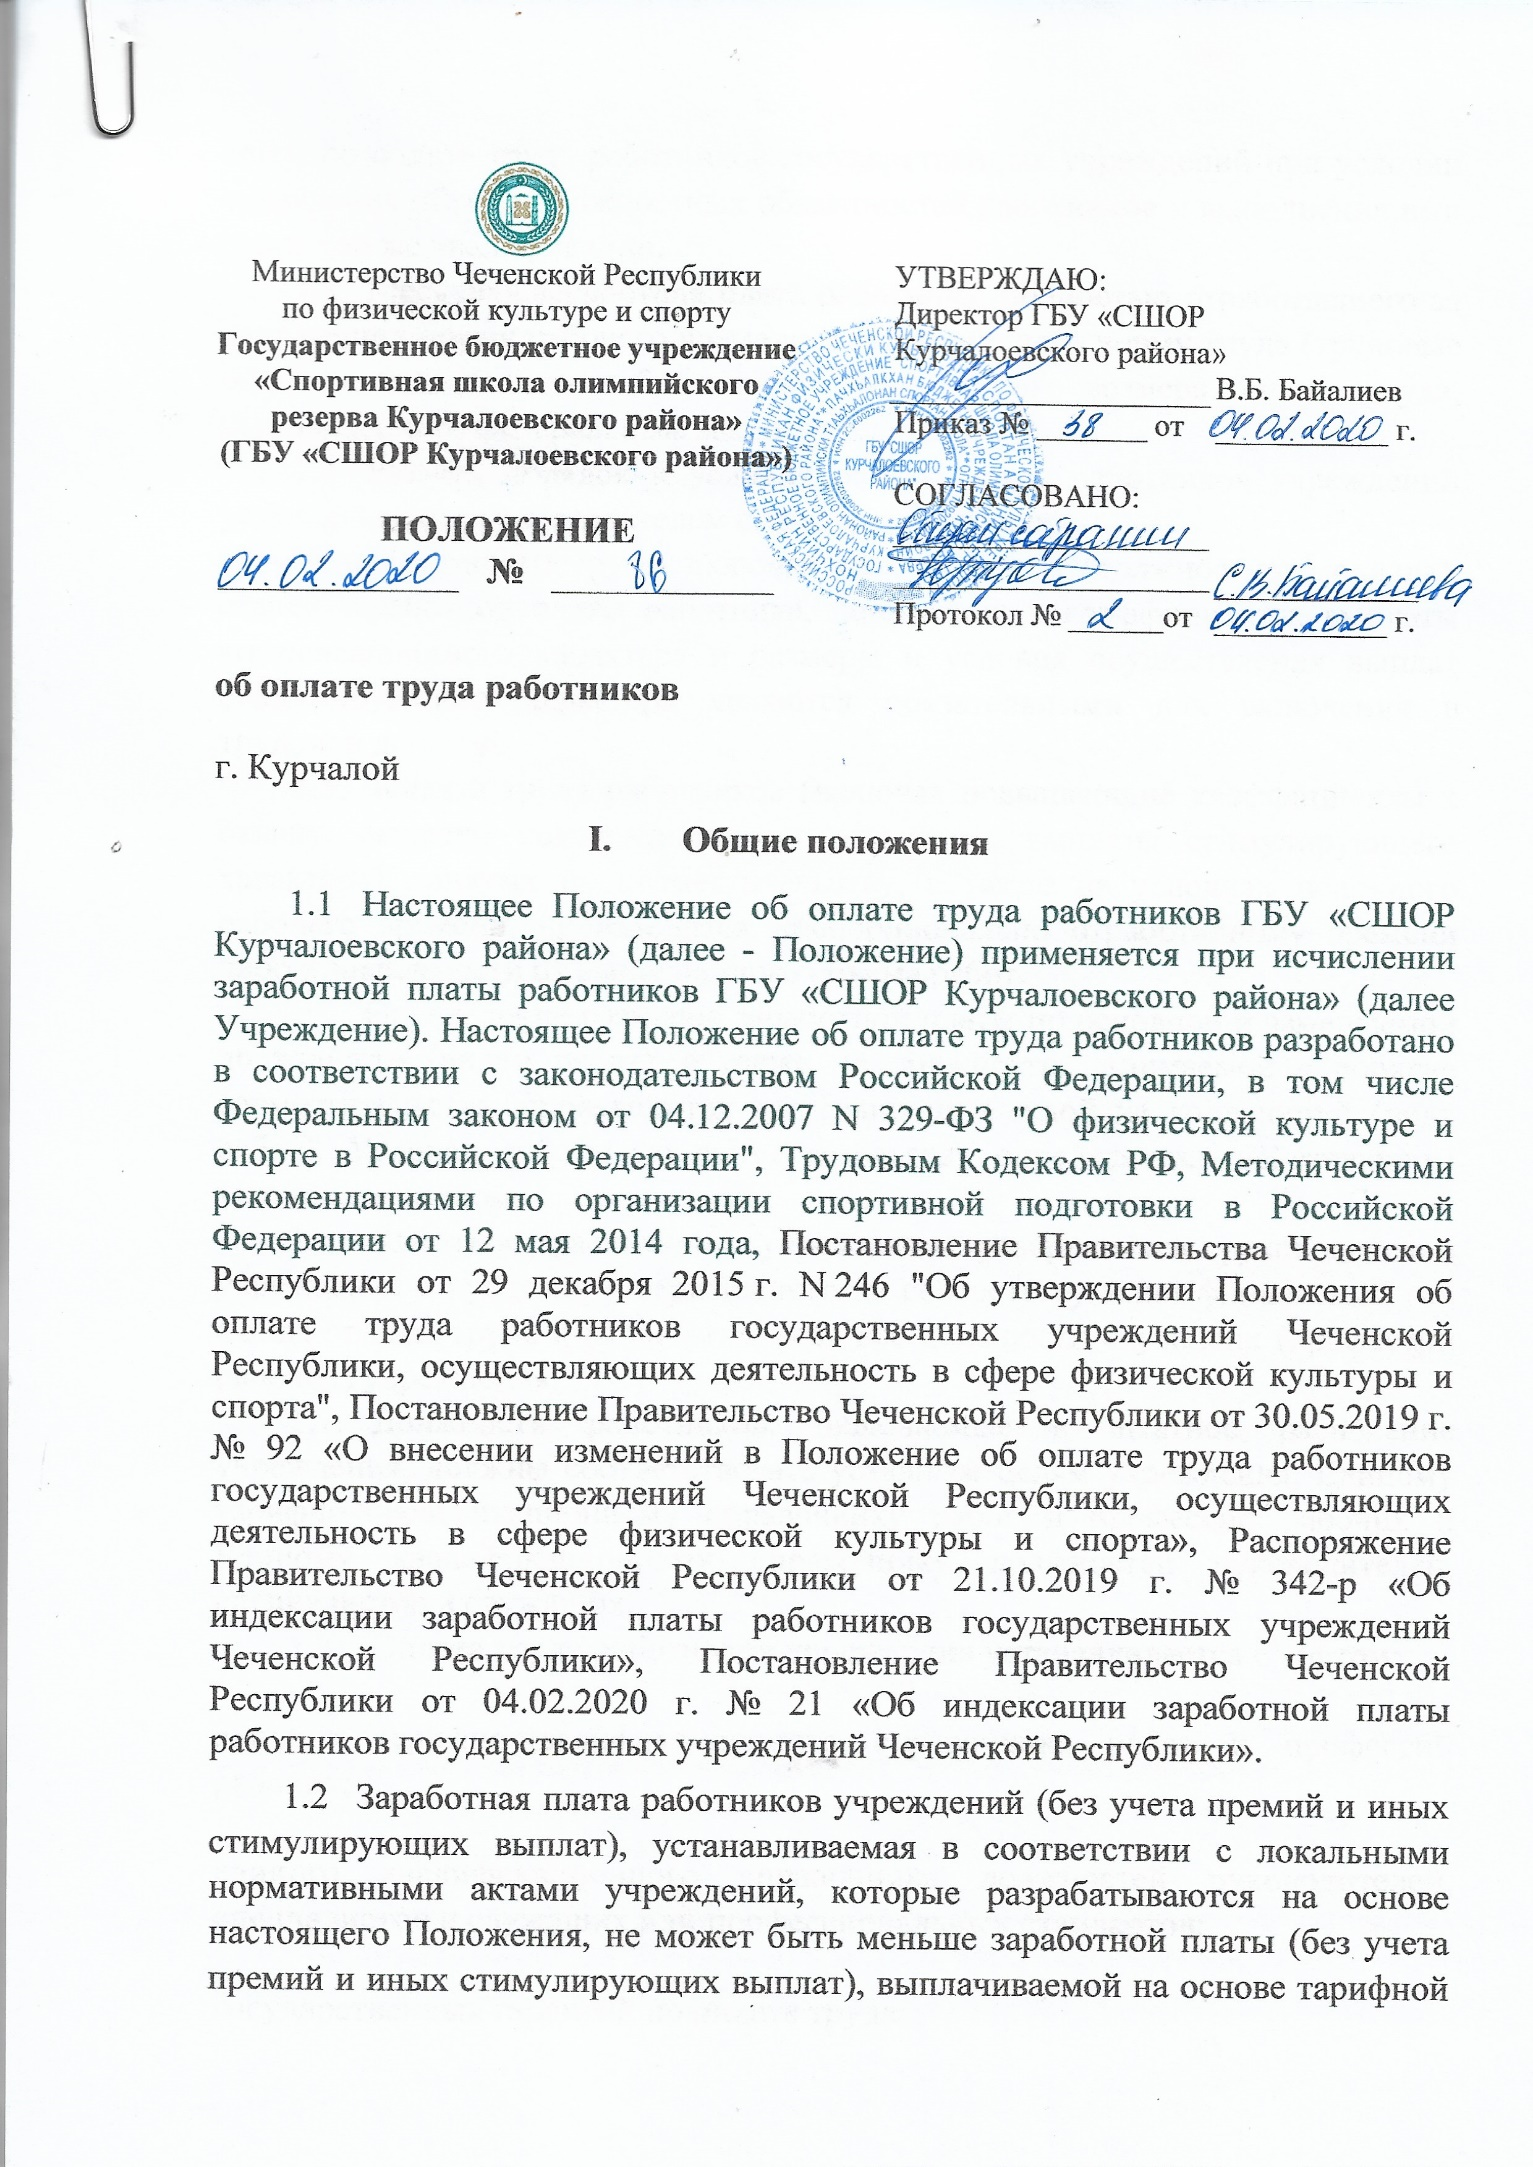 Министерство Чеченской Республики
по физической культуре и спорту
Государственное бюджетное учреждение
«Спортивная школа олимпийского
резерва Курчалоевского района»
(ГБУ «СШОР Курчалоевского района»)
ПОЛОЖЕНИЕ
04.02.2020 № 36
УТВЕРЖДАЮ:
Директор ГБУ «СШОР
Курчалоевского района»
В.Б. Байалиев
Приказ № 38 от 04.02.2020 г.
СОГЛАСОВАНО:
С.В. Байалиева
Протокол № 2 от 04.02.2020 г.
ГБУ "СШОР
КУРЧАЛОЕВСКОГО
РАЙОНА"
об оплате труда работников
г. Курчалой
I. Общие положения
1.1 Настоящее Положение об оплате труда работников ГБУ «СШОР
Курчалоевского района» (далее - Положение) применяется при исчислении
заработной платы работников ГБУ «СШОР Курчалоевского района» (далее
Учреждение). Настоящее Положение об оплате труда работников разработано
в соответствии с законодательством Российской Федерации, в том числе
Федеральным законом от 04.12.2007 N 329-ФЗ "О физической культуре и
спорте в Российской Федерации", Трудовым Кодексом РФ, Методическими
рекомендациями по организации спортивной подготовки в Российской
Федерации от 12 мая 2014 года, Постановление Правительства Чеченской
Республики от 29 декабря 2015 г. N 246 "Об утверждении Положения об
оплате труда работников государственных учреждений Чеченской
Республики, осуществляющих деятельность в сфере физической культуры и
спорта", Постановление Правительство Чеченской Республики от 30.05.2019 г.
№ 92 «О внесении изменений в Положение об оплате труда работников
государственных учреждений Чеченской Республики, осуществляющих
деятельность в сфере физической культуры и спорта», Распоряжение
Правительство Чеченской Республики от 21.10.2019 г. № 342-р «Об
индексации заработной платы работников государственных учреждений
Чеченской Республики», Постановление Правительство Чеченской
Республики от 04.02.2020 г. № 21 «Об индексации заработной платы
работников государственных учреждений Чеченской Республики».
1.2 Заработная плата работников учреждений (без учета премий и иных
стимулирующих выплат), устанавливаемая в соответствии с локальными
нормативными актами учреждений, которые разрабатываются на основе
настоящего Положения, не может быть меньше заработной платы (без учета
премий и иных стимулирующих выплат), выплачиваемой на основе тарифной